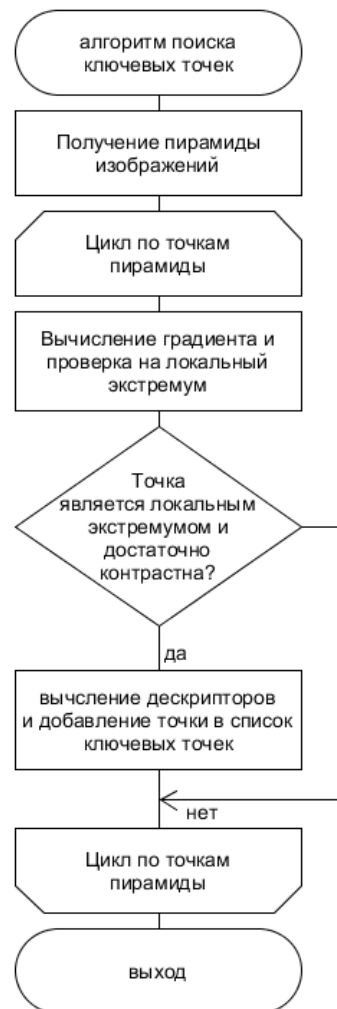 алгоритм поиска
ключевых точек
Получение пирамиды
изображений
Цикл по точкам
пирамиды
Вычисление градиента и
проверка на локальный
экстремум
Точка
является локальным
экстремумом и
достаточно
контрастна?
да
вычсление дескрипторов
и добавление точки в список
ключевых точек
нет
Цикл по точкам
пирамиды
выход